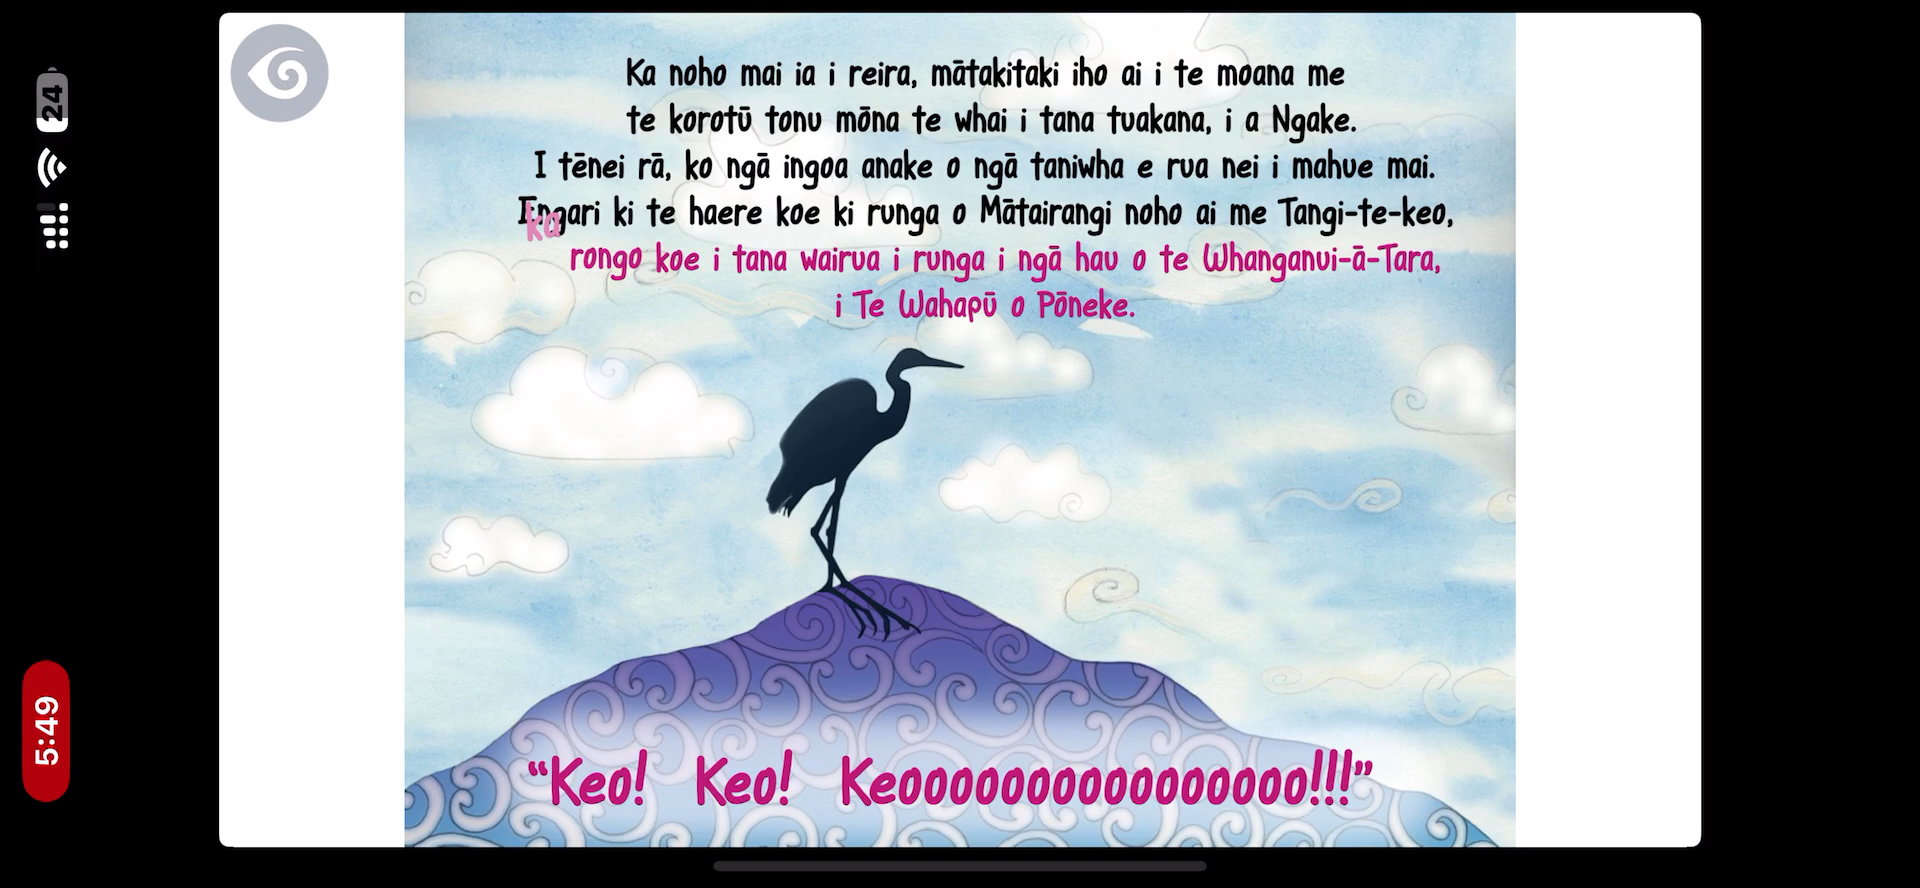 24
5:49
Ka noho mai ia i reira, mātakitaki iho ai i te moana me
te korotū tonu mōna te whai i tana tuakana, i a Ngake.
I tēnei rā, ko ngā ingoa anake o ngā taniwha e rua nei i mahue mai.
Engari ki te haere koe ki runga o Mātairangi noho ai me Tangi-te-keo,
ka
rongo koe i tana wairua i runga i ngā hau o te Whanganui-ā-Tara,
i Te Wahapū o Pōneke.
“Keo! Keo! Keooooooooooooooooo!!!”